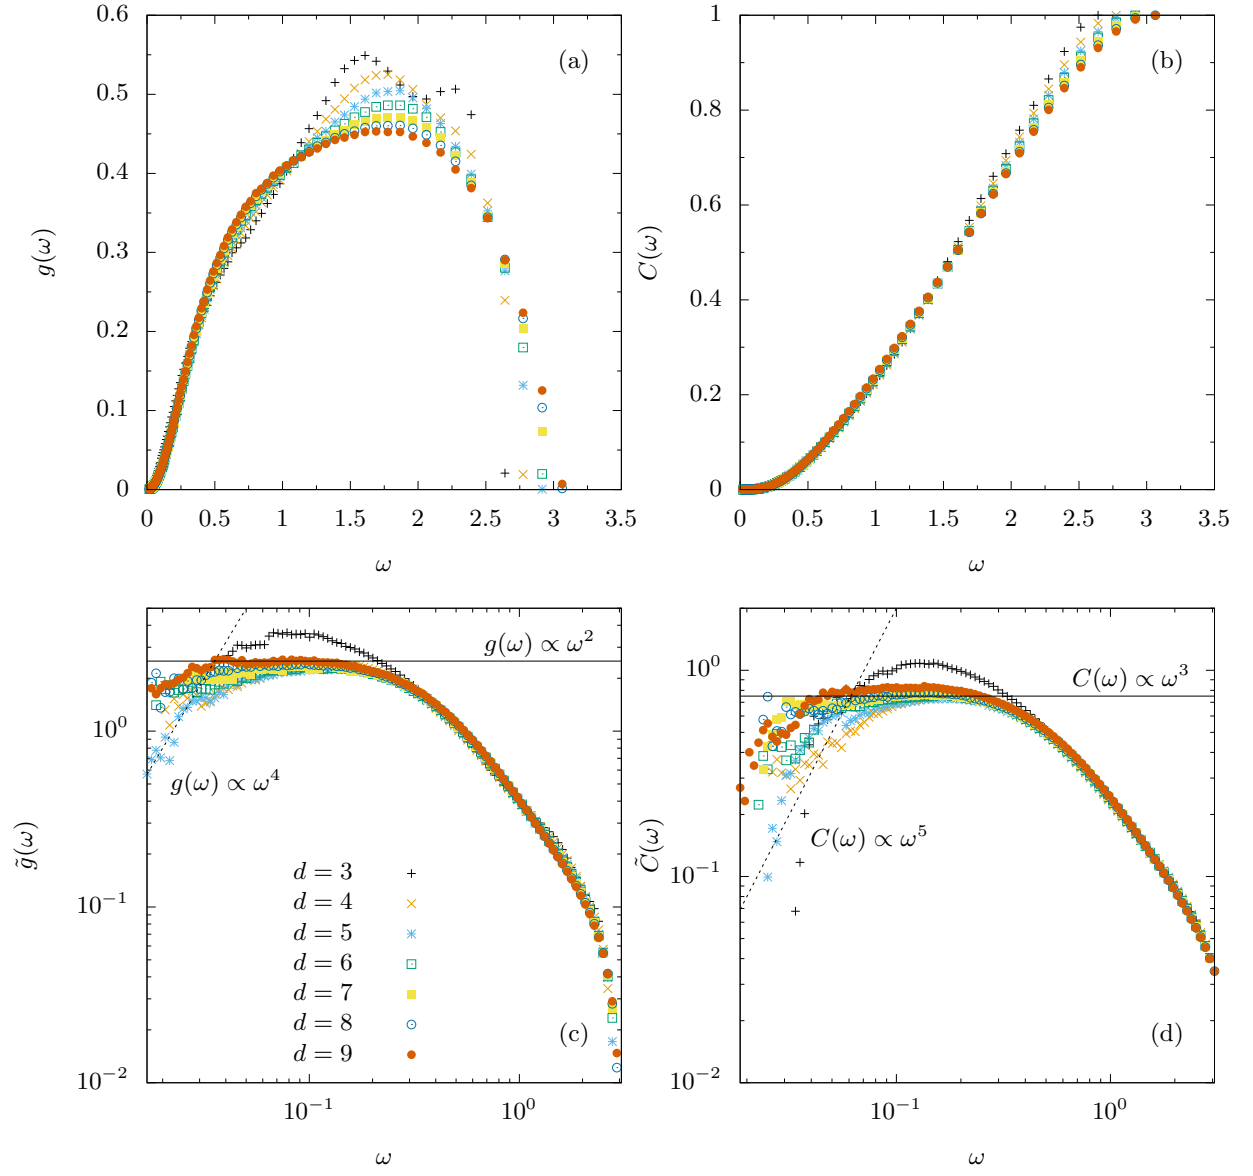 0.6
0.5
0.4
0.3
0.2
0.1
0
g(ω)
(a)
0 0.5 1 1.5 2 2.5 3 3.5
ω
1
0.8
0.6
0.4
0.2
0
C(ω)
(b)
0 0.5 1 1.5 2 2.5 3 3.5
ω
10⁰
10⁻¹
10⁻²
g̃(ω)
g(ω) ∝ ω²
g(ω) ∝ ω⁴
d = 3
d = 4
d = 5
d = 6
d = 7
d = 8
d = 9
(c)
10⁻¹ 10⁰
ω
10⁰
10⁻¹
10⁻²
C̃(ω)
C(ω) ∝ ω³
C(ω) ∝ ω⁵
(d)
10⁻¹ 10⁰
ω